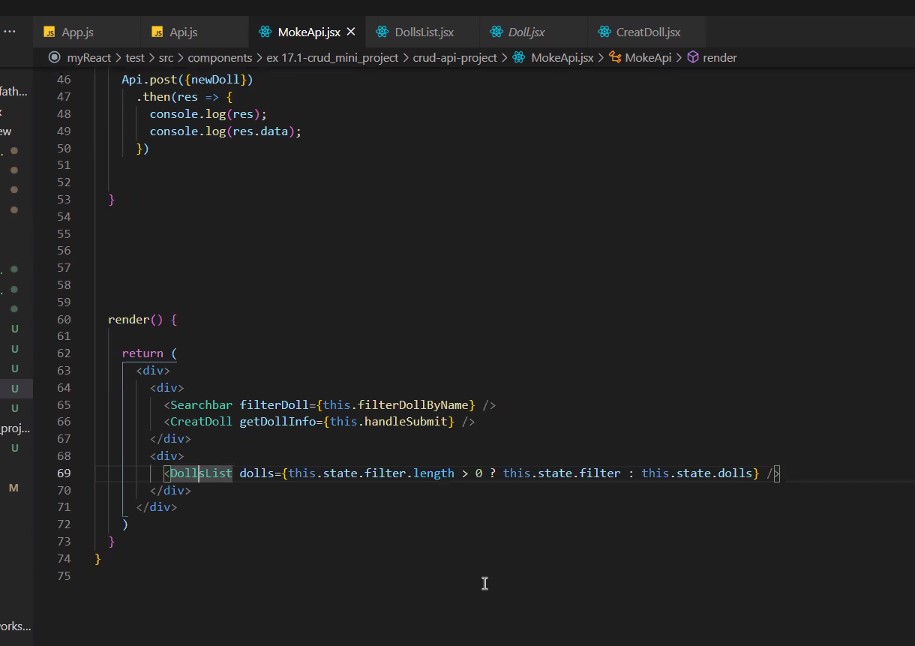 App.js Api.js MokeApi.jsx DollsList.jsx Doll.jsx CreatDoll.jsx
myReact > test > src > components > ex 17.1-crud_mini_project > crud-api-project > MokeApi.jsx > MokeApi > render
46 Api.post({newDoll})
47 .then(res => {
48 console.log(res);
49 console.log(res.data);
50 })
51
52
53 }
54
55
56
57
58
59
60 render() {
61
62 return (
63 <div>
64 <div>
65 <Searchbar filterDoll={this.filterDollByName} />
66 <CreatDoll getDollInfo={this.handleSubmit} />
67 </div>
68 <div>
69 <DollsList dolls={this.state.filter.length > 0 ? this.state.filter : this.state.dolls} />
70 </div>
71 </div>
72 )
73 }
74 }
75
fath...
ew
U
U
U
U
U
proj...
U
M
works...